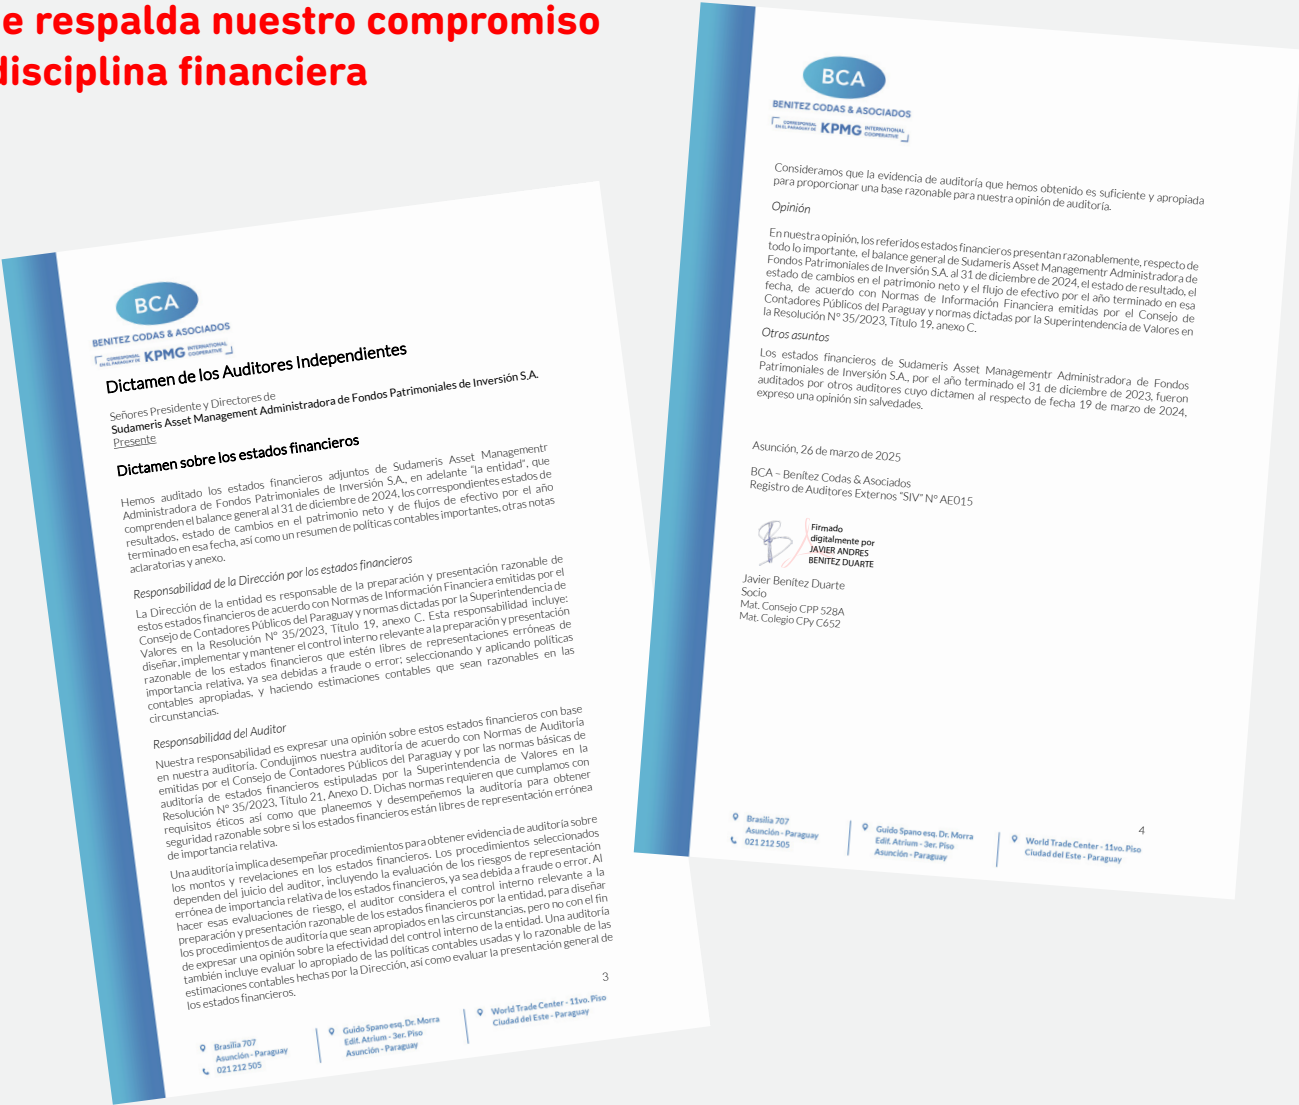 e respalda nuestro compromiso
disciplina financiera
BCA
BENITEZ CODAS & ASOCIADOS
CORRESPONSAL
EN EL PARAGUAY DE
KPMG
INTERNATIONAL
COOPERATIVE
Dictamen de los Auditores Independientes
Señores Presidente y Directores de
Sudameris Asset Management Administradora de Fondos Patrimoniales de Inversión S.A.
Presente
Dictamen sobre los estados financieros
Hemos auditado los estados financieros adjuntos de Sudameris Asset Managementr
Administradora de Fondos Patrimoniales de Inversión S.A., en adelante "la entidad", que
comprenden el balance general al 31 de diciembre de 2024, los correspondientes estados de
resultados, estado de cambios en el patrimonio neto y de flujos de efectivo por el año
terminado en esa fecha, así como un resumen de políticas contables importantes, otras notas
aclaratorias y anexo.
Responsabilidad de la Dirección por los estados financieros
La Dirección de la entidad es responsable de la preparación y presentación razonable de
estos estados financieros de acuerdo con Normas de Información Financiera emitidas por el
Consejo de Contadores Públicos del Paraguay y normas dictadas por la Superintendencia de
Valores en la Resolución N° 35/2023, Título 19, anexo C. Esta responsabilidad incluye:
diseñar, implementar y mantener el control interno relevante a la preparación y presentación
razonable de los estados financieros que estén libres de representaciones erróneas de
importancia relativa, ya sea debidas a fraude o error; seleccionando y aplicando políticas
contables apropiadas, y haciendo estimaciones contables que sean razonables en las
circunstancias.
Responsabilidad del Auditor
Nuestra responsabilidad es expresar una opinión sobre estos estados financieros con base
en nuestra auditoría. Condujimos nuestra auditoría de acuerdo con Normas de Auditoría
emitidas por el Consejo de Contadores Públicos del Paraguay y por las normas básicas de
auditoría de estados financieros estipuladas por la Superintendencia de Valores en la
Resolución N° 35/2023, Título 21, Anexo D. Dichas normas requieren que cumplamos con
requisitos éticos así como que planeemos y desempeñemos la auditoría para obtener
seguridad razonable sobre si los estados financieros están libres de representación errónea
de importancia relativa.
Una auditoría implica desempeñar procedimientos para obtener evidencia de auditoría sobre
los montos y revelaciones en los estados financieros. Los procedimientos seleccionados
dependen del juicio del auditor, incluyendo la evaluación de los riesgos de representación
errónea de importancia relativa de los estados financieros, ya sea debida a fraude o error. Al
hacer esas evaluaciones de riesgo, el auditor considera el control interno relevante a la
preparación y presentación razonable de los estados financieros por la entidad, para diseñar
los procedimientos de auditoría que sean apropiados en las circunstancias, pero no con el fin
de expresar una opinión sobre la efectividad del control interno de la entidad. Una auditoría
también incluye evaluar lo apropiado de las políticas contables usadas y lo razonable de las
estimaciones contables hechas por la Dirección, así como evaluar la presentación general de
los estados financieros.
3
Brasilia 707
Asunción - Paraguay
021 212 505
Guido Spano esq. Dr. Morra
Edif. Atrium - 3er. Piso
Asunción - Paraguay
World Trade Center - 11vo. Piso
Ciudad del Este - Paraguay
BCA
BENITEZ CODAS & ASOCIADOS
CORRESPONSAL
EN EL PARAGUAY DE
KPMG
INTERNATIONAL
COOPERATIVE
Consideramos que la evidencia de auditoría que hemos obtenido es suficiente y apropiada
para proporcionar una base razonable para nuestra opinión de auditoría.
Opinión
En nuestra opinión, los referidos estados financieros presentan razonablemente, respecto de
todo lo importante, el balance general de Sudameris Asset Managementr Administradora de
Fondos Patrimoniales de Inversión S.A. al 31 de diciembre de 2024, el estado de resultado, el
estado de cambios en el patrimonio neto y el flujo de efectivo por el año terminado en esa
fecha, de acuerdo con Normas de Información Financiera emitidas por el Consejo de
Contadores Públicos del Paraguay y normas dictadas por la Superintendencia de Valores en
la Resolución N° 35/2023, Título 19, anexo C.
Otros asuntos
Los estados financieros de Sudameris Asset Managementr Administradora de Fondos
Patrimoniales de Inversión S.A., por el año terminado el 31 de diciembre de 2023, fueron
auditados por otros auditores cuyo dictamen al respecto de fecha 19 de marzo de 2024,
expreso una opinión sin salvedades.
Asunción, 26 de marzo de 2025
BCA – Benítez Codas & Asociados
Registro de Auditores Externos "SIV" N° AE015
Firmado
digitalmente por
JAVIER ANDRES
BENITEZ DUARTE
Javier Benítez Duarte
Socio
Mat. Consejo CPP 528A
Mat. Colegio CPy C652
4
Brasilia 707
Asunción - Paraguay
021 212 505
Guido Spano esq. Dr. Morra
Edif. Atrium - 3er. Piso
Asunción - Paraguay
World Trade Center - 11vo. Piso
Ciudad del Este - Paraguay